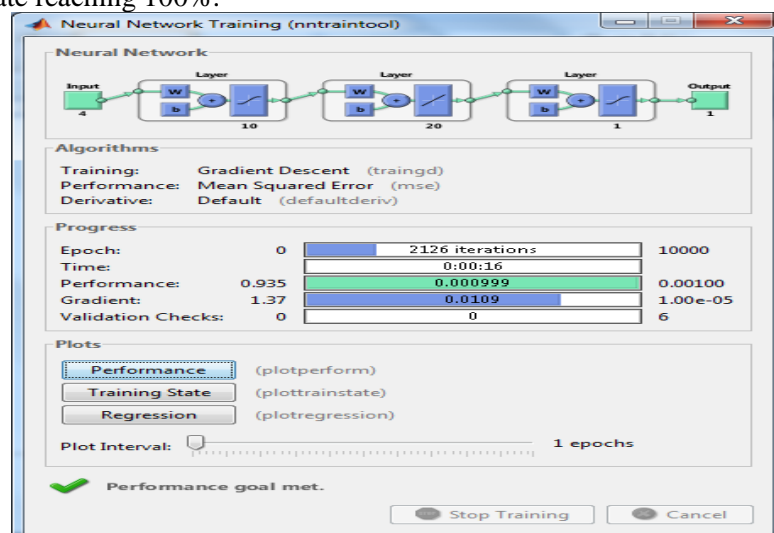 ate reaching 100%.
Neural Network Training (nntraintool)
Neural Network
Layer Layer Layer
Input W W W Output
b b b
4 10 20 1 1
Algorithms
Training: Gradient Descent (traingd)
Performance: Mean Squared Error (mse)
Derivative: Default (defaultderiv)
Progress
Epoch: 0 2126 iterations 10000
Time: 0:00:16
Performance: 0.935 0.000999 0.00100
Gradient: 1.37 0.0109 1.00e-05
Validation Checks: 0 0 6
Plots
Performance (plotperform)
Training State (plottrainstate)
Regression (plotregression)
Plot Interval: 1 epochs
Performance goal met.
Stop Training Cancel